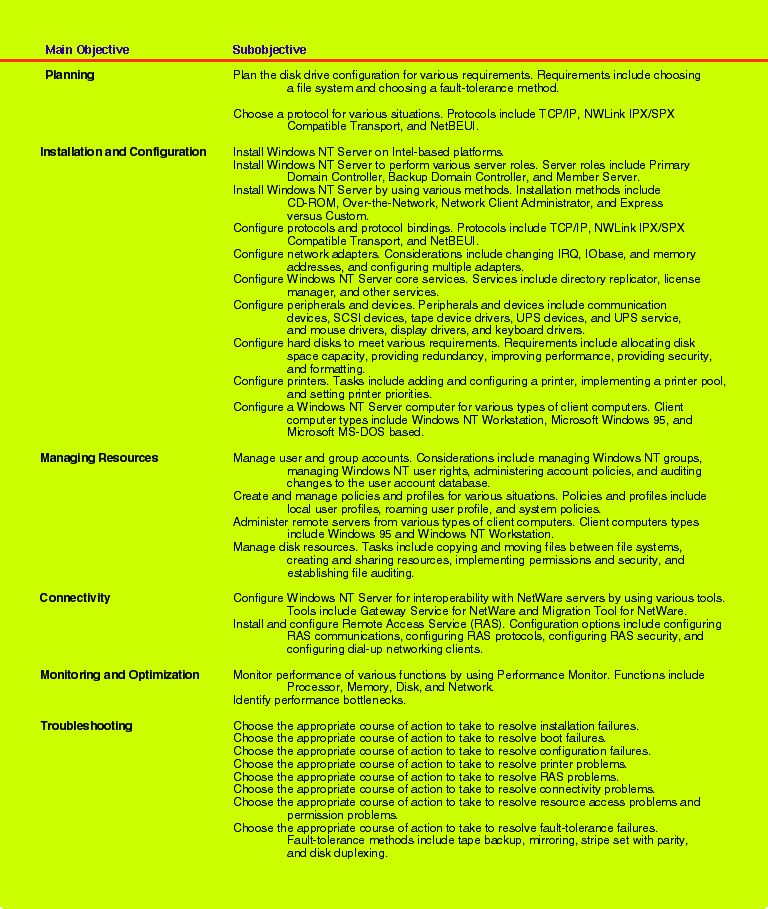 Main Objective Subobjective
Planning Plan the disk drive configuration for various requirements. Requirements include choosing
a file system and choosing a fault-tolerance method.
Choose a protocol for various situations. Protocols include TCP/IP, NWLink IPX/SPX
Compatible Transport, and NetBEUI.
Installation and Configuration Install Windows NT Server on Intel-based platforms.
Install Windows NT Server to perform various server roles. Server roles include Primary
Domain Controller, Backup Domain Controller, and Member Server.
Install Windows NT Server by using various methods. Installation methods include
CD-ROM, Over-the-Network, Network Client Administrator, and Express
versus Custom.
Configure protocols and protocol bindings. Protocols include TCP/IP, NWLink IPX/SPX
Compatible Transport, and NetBEUI.
Configure network adapters. Considerations include changing IRQ, IObase, and memory
addresses, and configuring multiple adapters.
Configure Windows NT Server core services. Services include directory replicator, license
manager, and other services.
Configure peripherals and devices. Peripherals and devices include communication
devices, SCSI devices, tape device drivers, UPS devices, and UPS service,
and mouse drivers, display drivers, and keyboard drivers.
Configure hard disks to meet various requirements. Requirements include allocating disk
space capacity, providing redundancy, improving performance, providing security,
and formatting.
Configure printers. Tasks include adding and configuring a printer, implementing a printer pool,
and setting printer priorities.
Configure a Windows NT Server computer for various types of client computers. Client
computer types include Windows NT Workstation, Microsoft Windows 95, and
Microsoft MS-DOS based.
Managing Resources Manage user and group accounts. Considerations include managing Windows NT groups,
managing Windows NT user rights, administering account policies, and auditing
changes to the user account database.
Create and manage policies and profiles for various situations. Policies and profiles include
local user profiles, roaming user profile, and system policies.
Administer remote servers from various types of client computers. Client computers types
include Windows 95 and Windows NT Workstation.
Manage disk resources. Tasks include copying and moving files between file systems,
creating and sharing resources, implementing permissions and security, and
establishing file auditing.
Connectivity Configure Windows NT Server for interoperability with NetWare servers by using various tools.
Tools include Gateway Service for NetWare and Migration Tool for NetWare.
Install and configure Remote Access Service (RAS). Configuration options include configuring
RAS communications, configuring RAS protocols, configuring RAS security, and
configuring dial-up networking clients.
Monitoring and Optimization Monitor performance of various functions by using Performance Monitor. Functions include
Processor, Memory, Disk, and Network.
Identify performance bottlenecks.
Troubleshooting Choose the appropriate course of action to take to resolve installation failures.
Choose the appropriate course of action to take to resolve boot failures.
Choose the appropriate course of action to take to resolve configuration failures.
Choose the appropriate course of action to take to resolve printer problems.
Choose the appropriate course of action to take to resolve RAS problems.
Choose the appropriate course of action to take to resolve connectivity problems.
Choose the appropriate course of action to take to resolve resource access problems and
permission problems.
Choose the appropriate course of action to take to resolve fault-tolerance failures.
Fault-tolerance methods include tape backup, mirroring, stripe set with parity,
and disk duplexing.